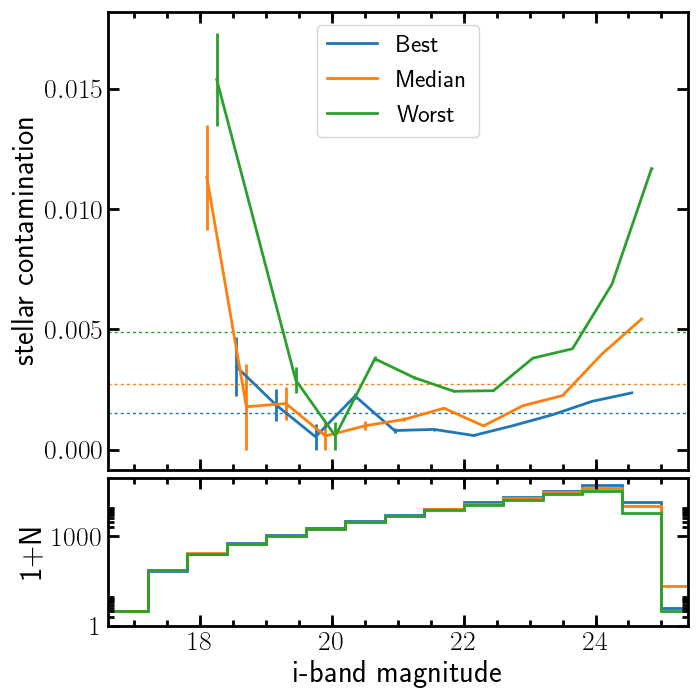 Best
Median
Worst
0.015
0.010
0.005
0.000
stellar contamination
1000
1
1+N
18 20 22 24
i-band magnitude